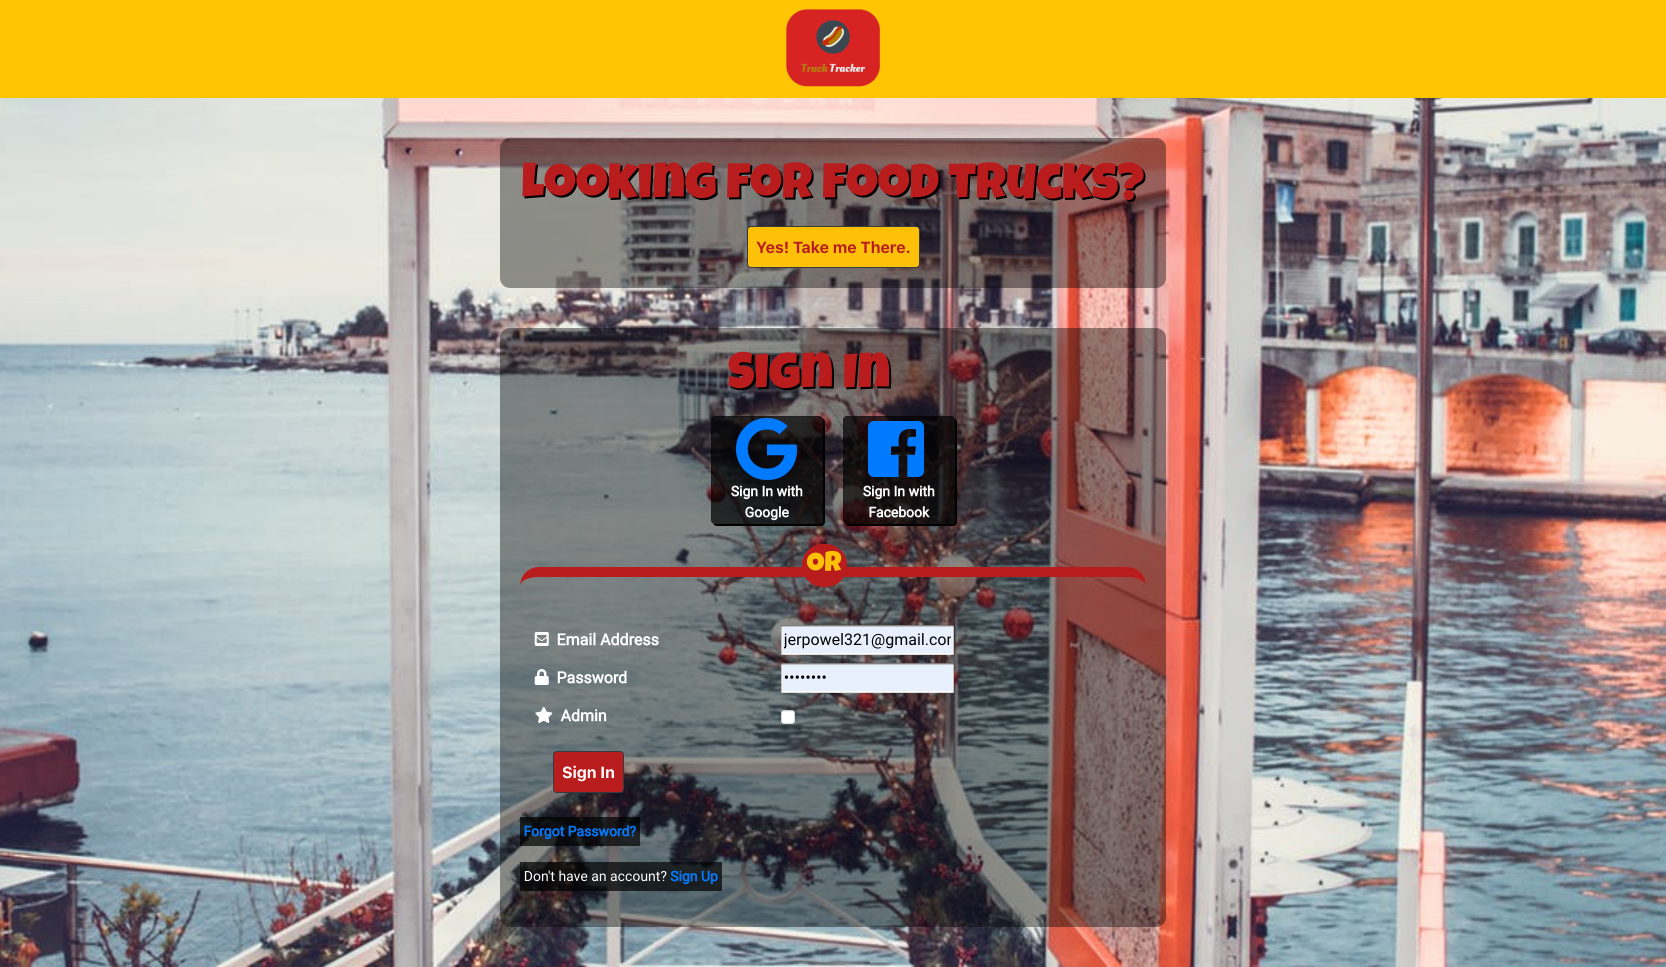 Truck Tracker
LOOKING FOR FOOD TRUCKS?
Yes! Take me There.
SIGN IN
Sign In with
Google
Sign In with
Facebook
OR
Email Address
jerpowel321@gmail.co
Password
Admin
Sign In
Forgot Password?
Don't have an account? Sign Up